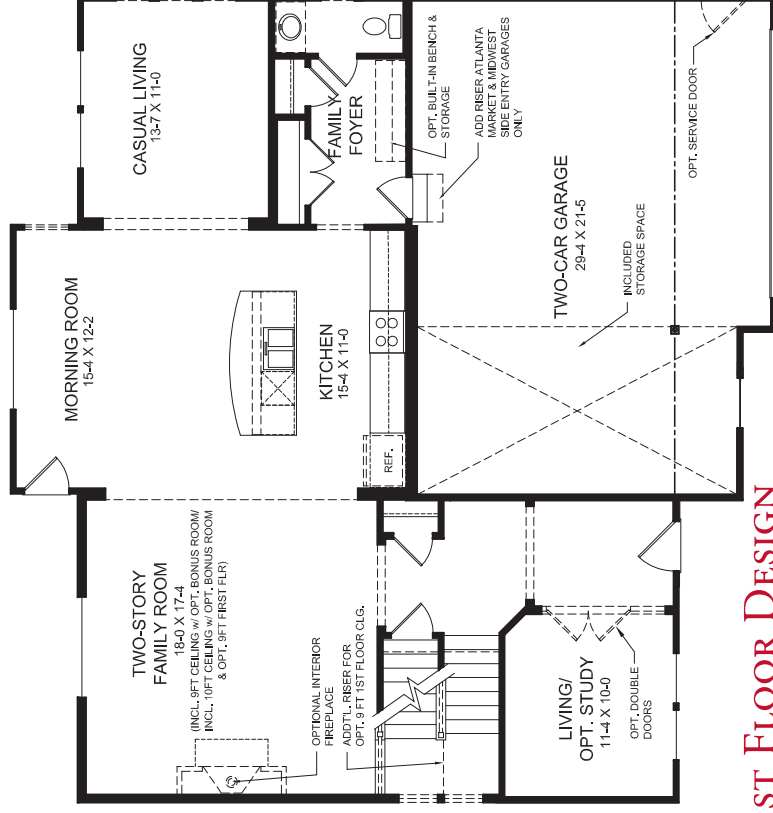 CASUAL LIVING
13-7 X 11-0
FAMILY
FOYER
OPT. BUILT-IN BENCH &
STORAGE
ADD RISER ATLANTA
MARKET & MIDWEST
SIDE ENTRY GARAGES
ONLY
OPT. SERVICE DOOR
MORNING ROOM
15-4 X 12-2
KITCHEN
15-4 X 11-0
REF.
TWO-CAR GARAGE
29-4 X 21-5
INCLUDED
STORAGE SPACE
TWO-STORY
FAMILY ROOM
18-0 X 17-4
(INCL. 9FT CEILING w/ OPT. BONUS ROOM/
INCL. 10FT CEILING w/ OPT. BONUS ROOM
& OPT. 9FT FIRST FLR)
OPTIONAL INTERIOR
FIREPLACE
ADDT'L. RISER FOR
OPT. 9 FT 1ST FLOOR CLG.
LIVING/
OPT. STUDY
11-4 X 10-0
OPT. DOUBLE
DOORS
ST FLOOR DESIGN